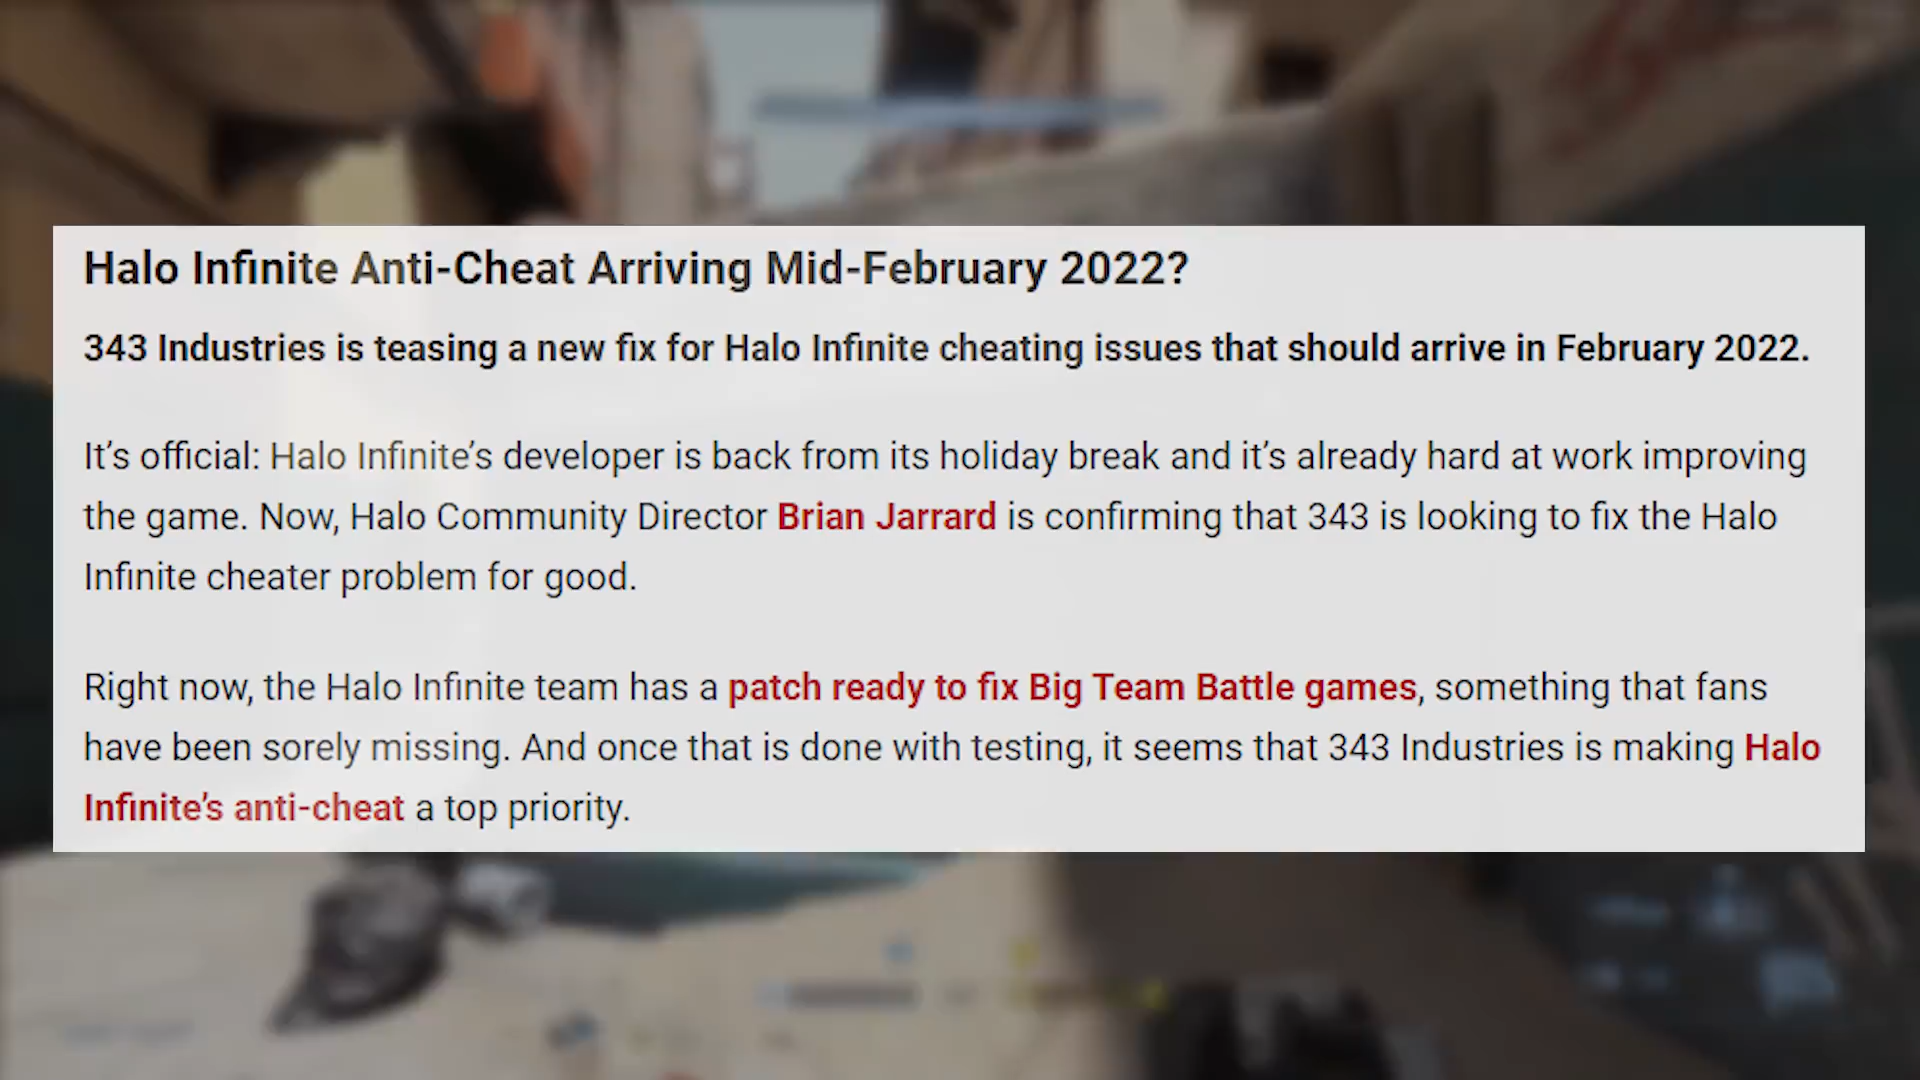 Halo Infinite Anti-Cheat Arriving Mid-February 2022?
343 Industries is teasing a new fix for Halo Infinite cheating issues that should arrive in February 2022.
It’s official: Halo Infinite’s developer is back from its holiday break and it’s already hard at work improving
the game. Now, Halo Community Director Brian Jarrard is confirming that 343 is looking to fix the Halo
Infinite cheater problem for good.
Right now, the Halo Infinite team has a patch ready to fix Big Team Battle games, something that fans
have been sorely missing. And once that is done with testing, it seems that 343 Industries is making Halo
Infinite’s anti-cheat a top priority.